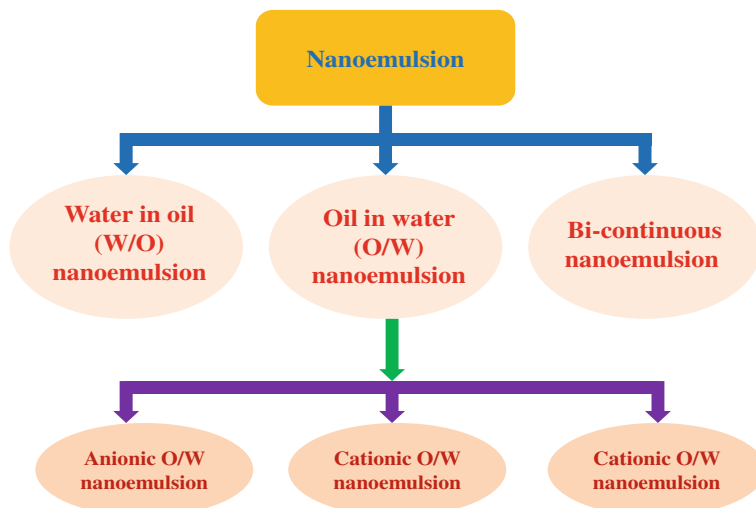 Nanoemulsion
Water in oil
(W/O)
nanoemulsion
Oil in water
(O/W)
nanoemulsion
Bi-continuous
nanoemulsion
Anionic O/W
nanoemulsion
Cationic O/W
nanoemulsion
Cationic O/W
nanoemulsion